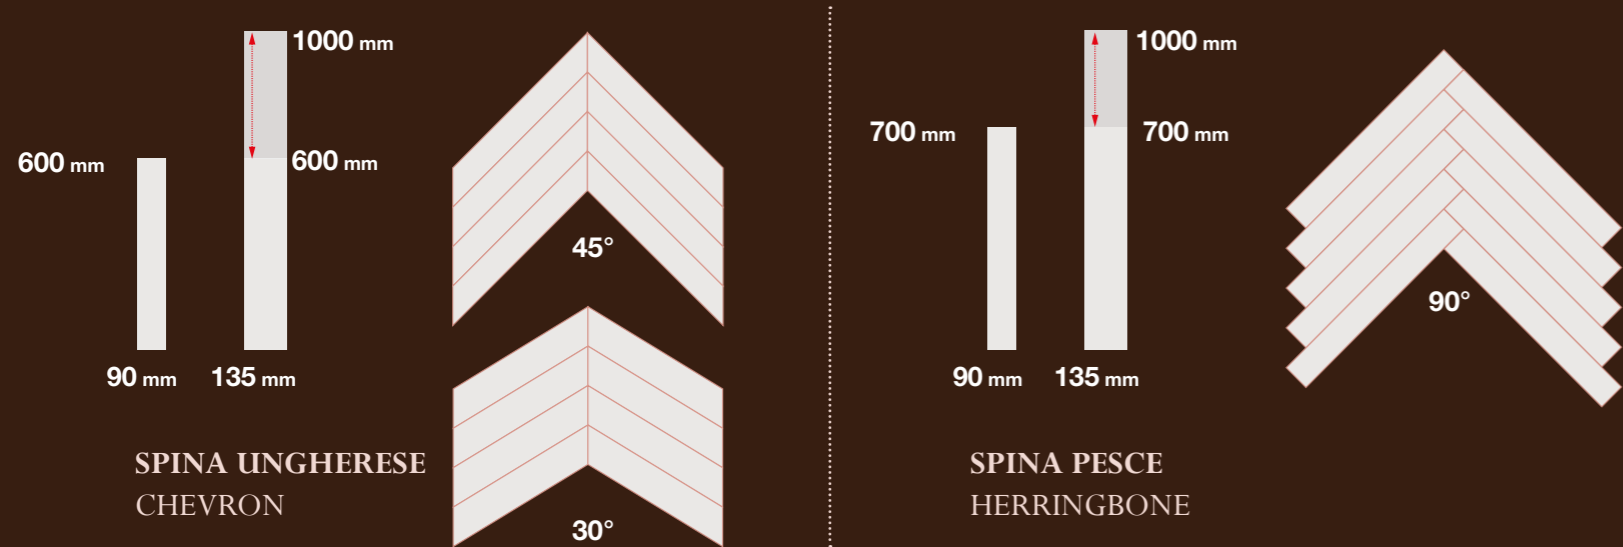 1000 mm
600 mm
600 mm
90 mm
135 mm
45°
30°
SPINA UNGHERESE
CHEVRON
1000 mm
700 mm
700 mm
90 mm
135 mm
90°
SPINA PESCE
HERRINGBONE